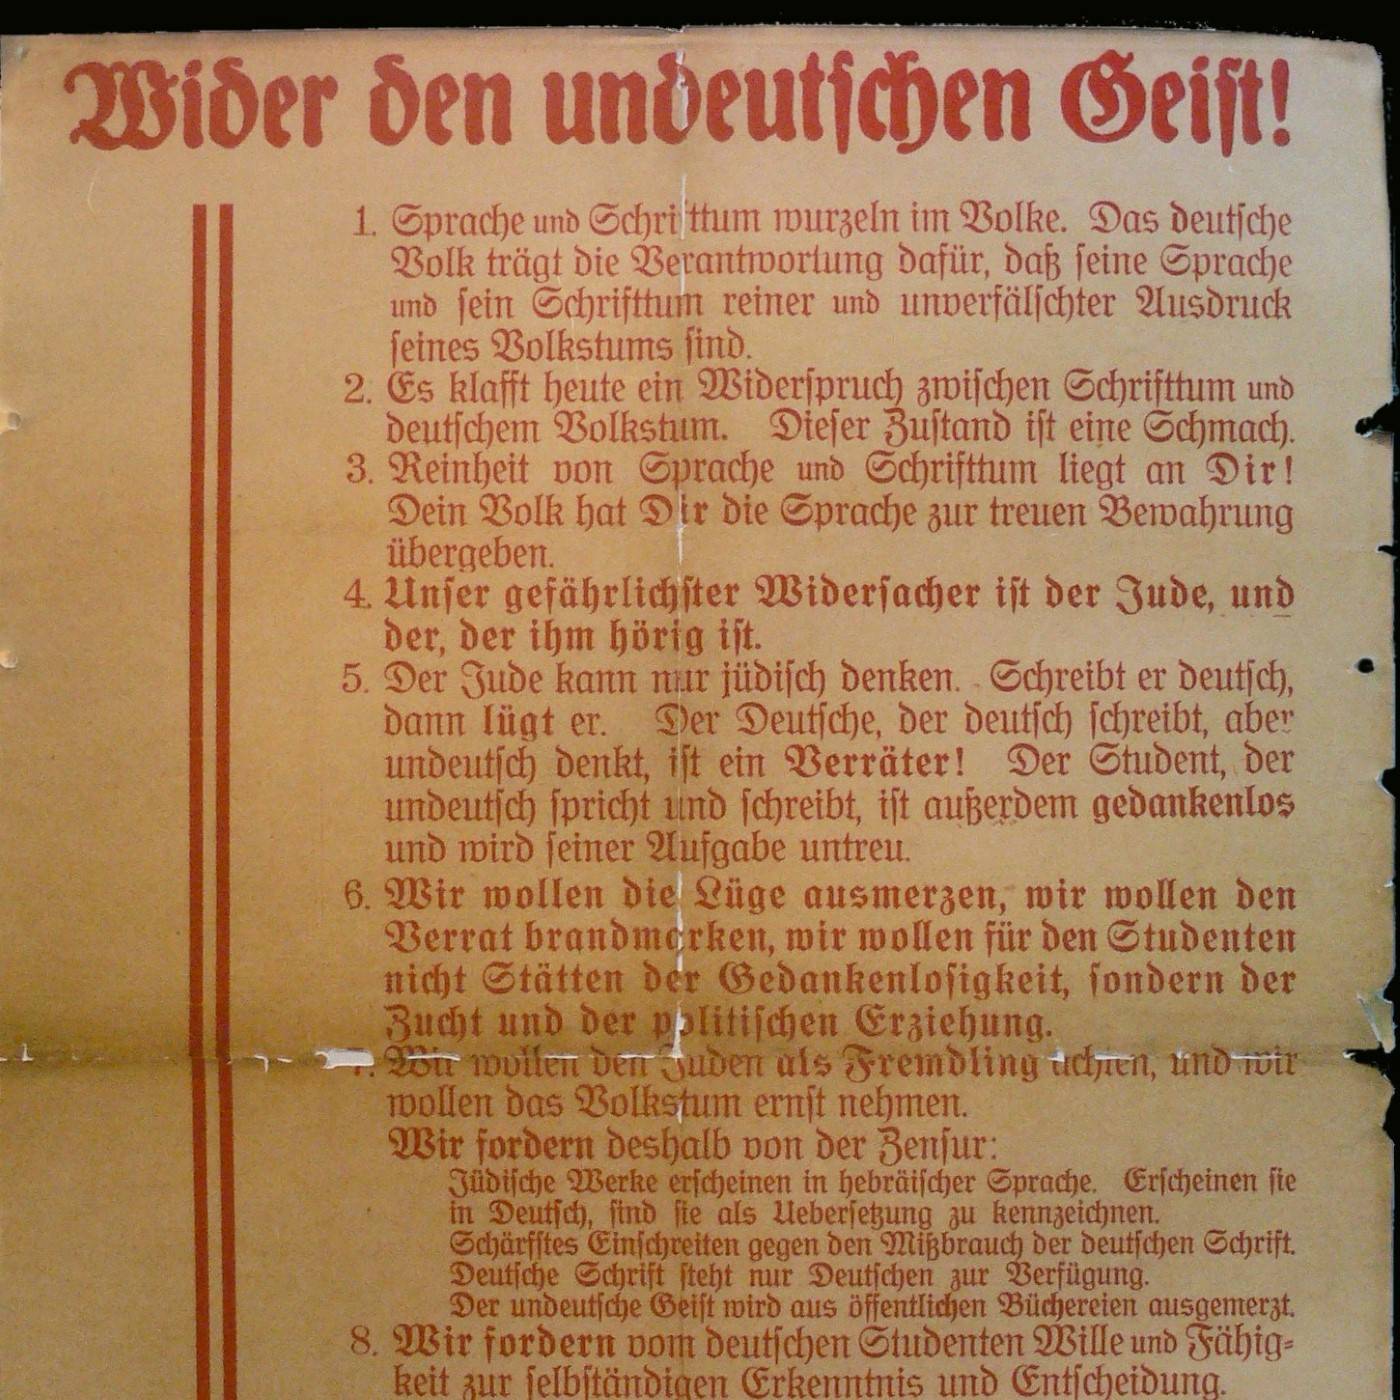 Wider den undeutschen Geist!
1. Sprache und Schrifttum wurzeln im Volke. Das deutsche
Volk trägt die Verantwortung dafür, daß seine Sprache
und sein Schrifttum reiner und unverfälschter Ausdruck
seines Volkstums sind.
2. Es klafft heute ein Widerspruch zwischen Schrifttum und
deutschem Volkstum. Dieser Zustand ist eine Schmach.
3. Reinheit von Sprache und Schrifttum liegt an Dir!
Dein Volk hat Dir die Sprache zur treuen Bewahrung
übergeben.
4. Unser gefährlichster Widersacher ist der Jude, und
der, der ihm hörig ist.
5. Der Jude kann nur jüdisch denken. Schreibt er deutsch,
dann lügt er. Der Deutsche, der deutsch schreibt, aber
undeutsch denkt, ist ein Verräter! Der Student, der
undeutsch spricht und schreibt, ist außerdem gedankenlos
und wird seiner Aufgabe untreu.
6. Wir wollen die Lüge ausmerzen, wir wollen den
Verrat brandmarken, wir wollen für den Studenten
nicht Stätten der Gedankenlosigkeit, sondern der
Zucht und der politischen Erziehung.
7. Wir wollen den Juden als Fremdling achten, und wir
wollen das Volkstum ernst nehmen.
Wir fordern deshalb von der Zensur:
Jüdische Werke erscheinen in hebräischer Sprache. Erscheinen sie
in Deutsch, sind sie als Uebersetzung zu kennzeichnen.
Schärfstes Einschreiten gegen den Mißbrauch der deutschen Schrift.
Deutsche Schrift steht nur Deutschen zur Verfügung.
Der undeutsche Geist wird aus öffentlichen Büchereien ausgemerzt.
8. Wir fordern vom deutschen Studenten Wille und Fähig-
keit zur selbständigen Erkenntnis und Entscheidung.